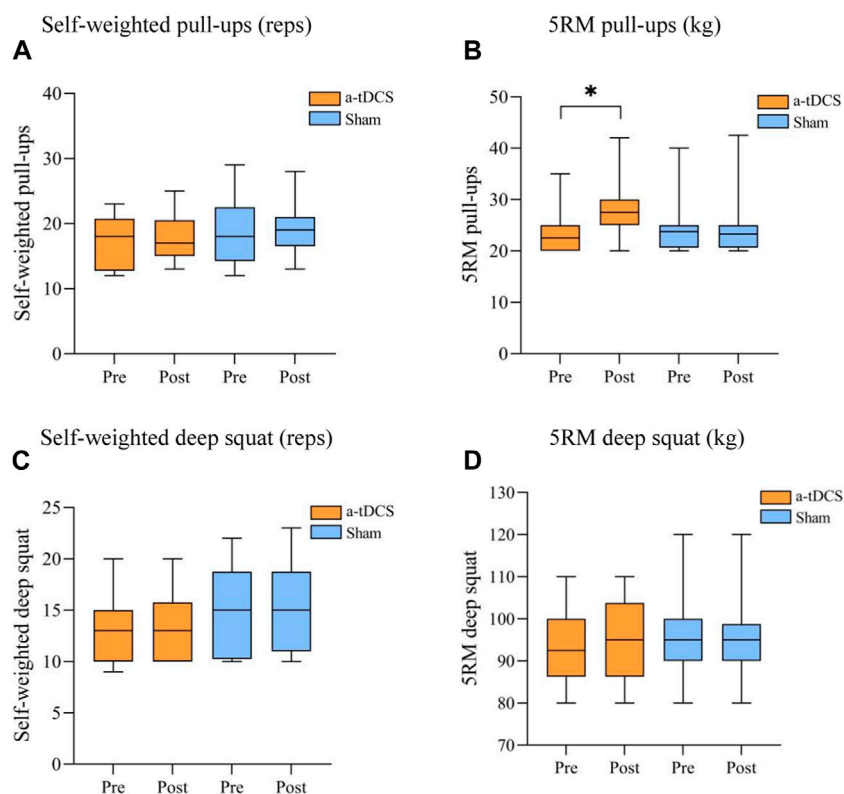 Self-weighted pull-ups (reps)
A
a-tDCS
Sham
Self-weighted pull-ups
40
30
20
10
0
Pre Post Pre Post
5RM pull-ups (kg)
B
*
a-tDCS
Sham
5RM pull-ups
50
40
30
20
10
0
Pre Post Pre Post
Self-weighted deep squat (reps)
C
a-tDCS
Sham
Self-weighted deep squat
25
20
15
10
5
0
Pre Post Pre Post
5RM deep squat (kg)
D
a-tDCS
Sham
5RM deep squat
130
120
110
100
90
80
70
Pre Post Pre Post